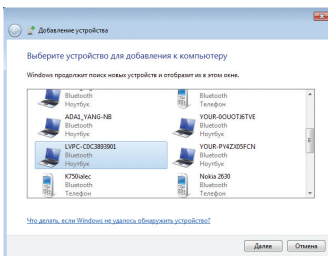 Добавление устройства
Выберите устройство для добавления к компьютеру
Windows продолжит поиск новых устройств и отобразит их в этом окне.
Bluetooth
Ноутбук
Bluetooth
Телефон
ADA1_YANG-NB
Bluetooth
Ноутбук
YOUR-0OUOTJ6TVE
Bluetooth
Ноутбук
LVPC-C0C3893901
Bluetooth
Ноутбук
YOUR-PY4ZX05FCN
Bluetooth
Ноутбук
K750ialec
Bluetooth
Телефон
Nokia 2630
Bluetooth
Телефон
Что делать, если Windows не удалось обнаружить устройство?
Далее
Отмена